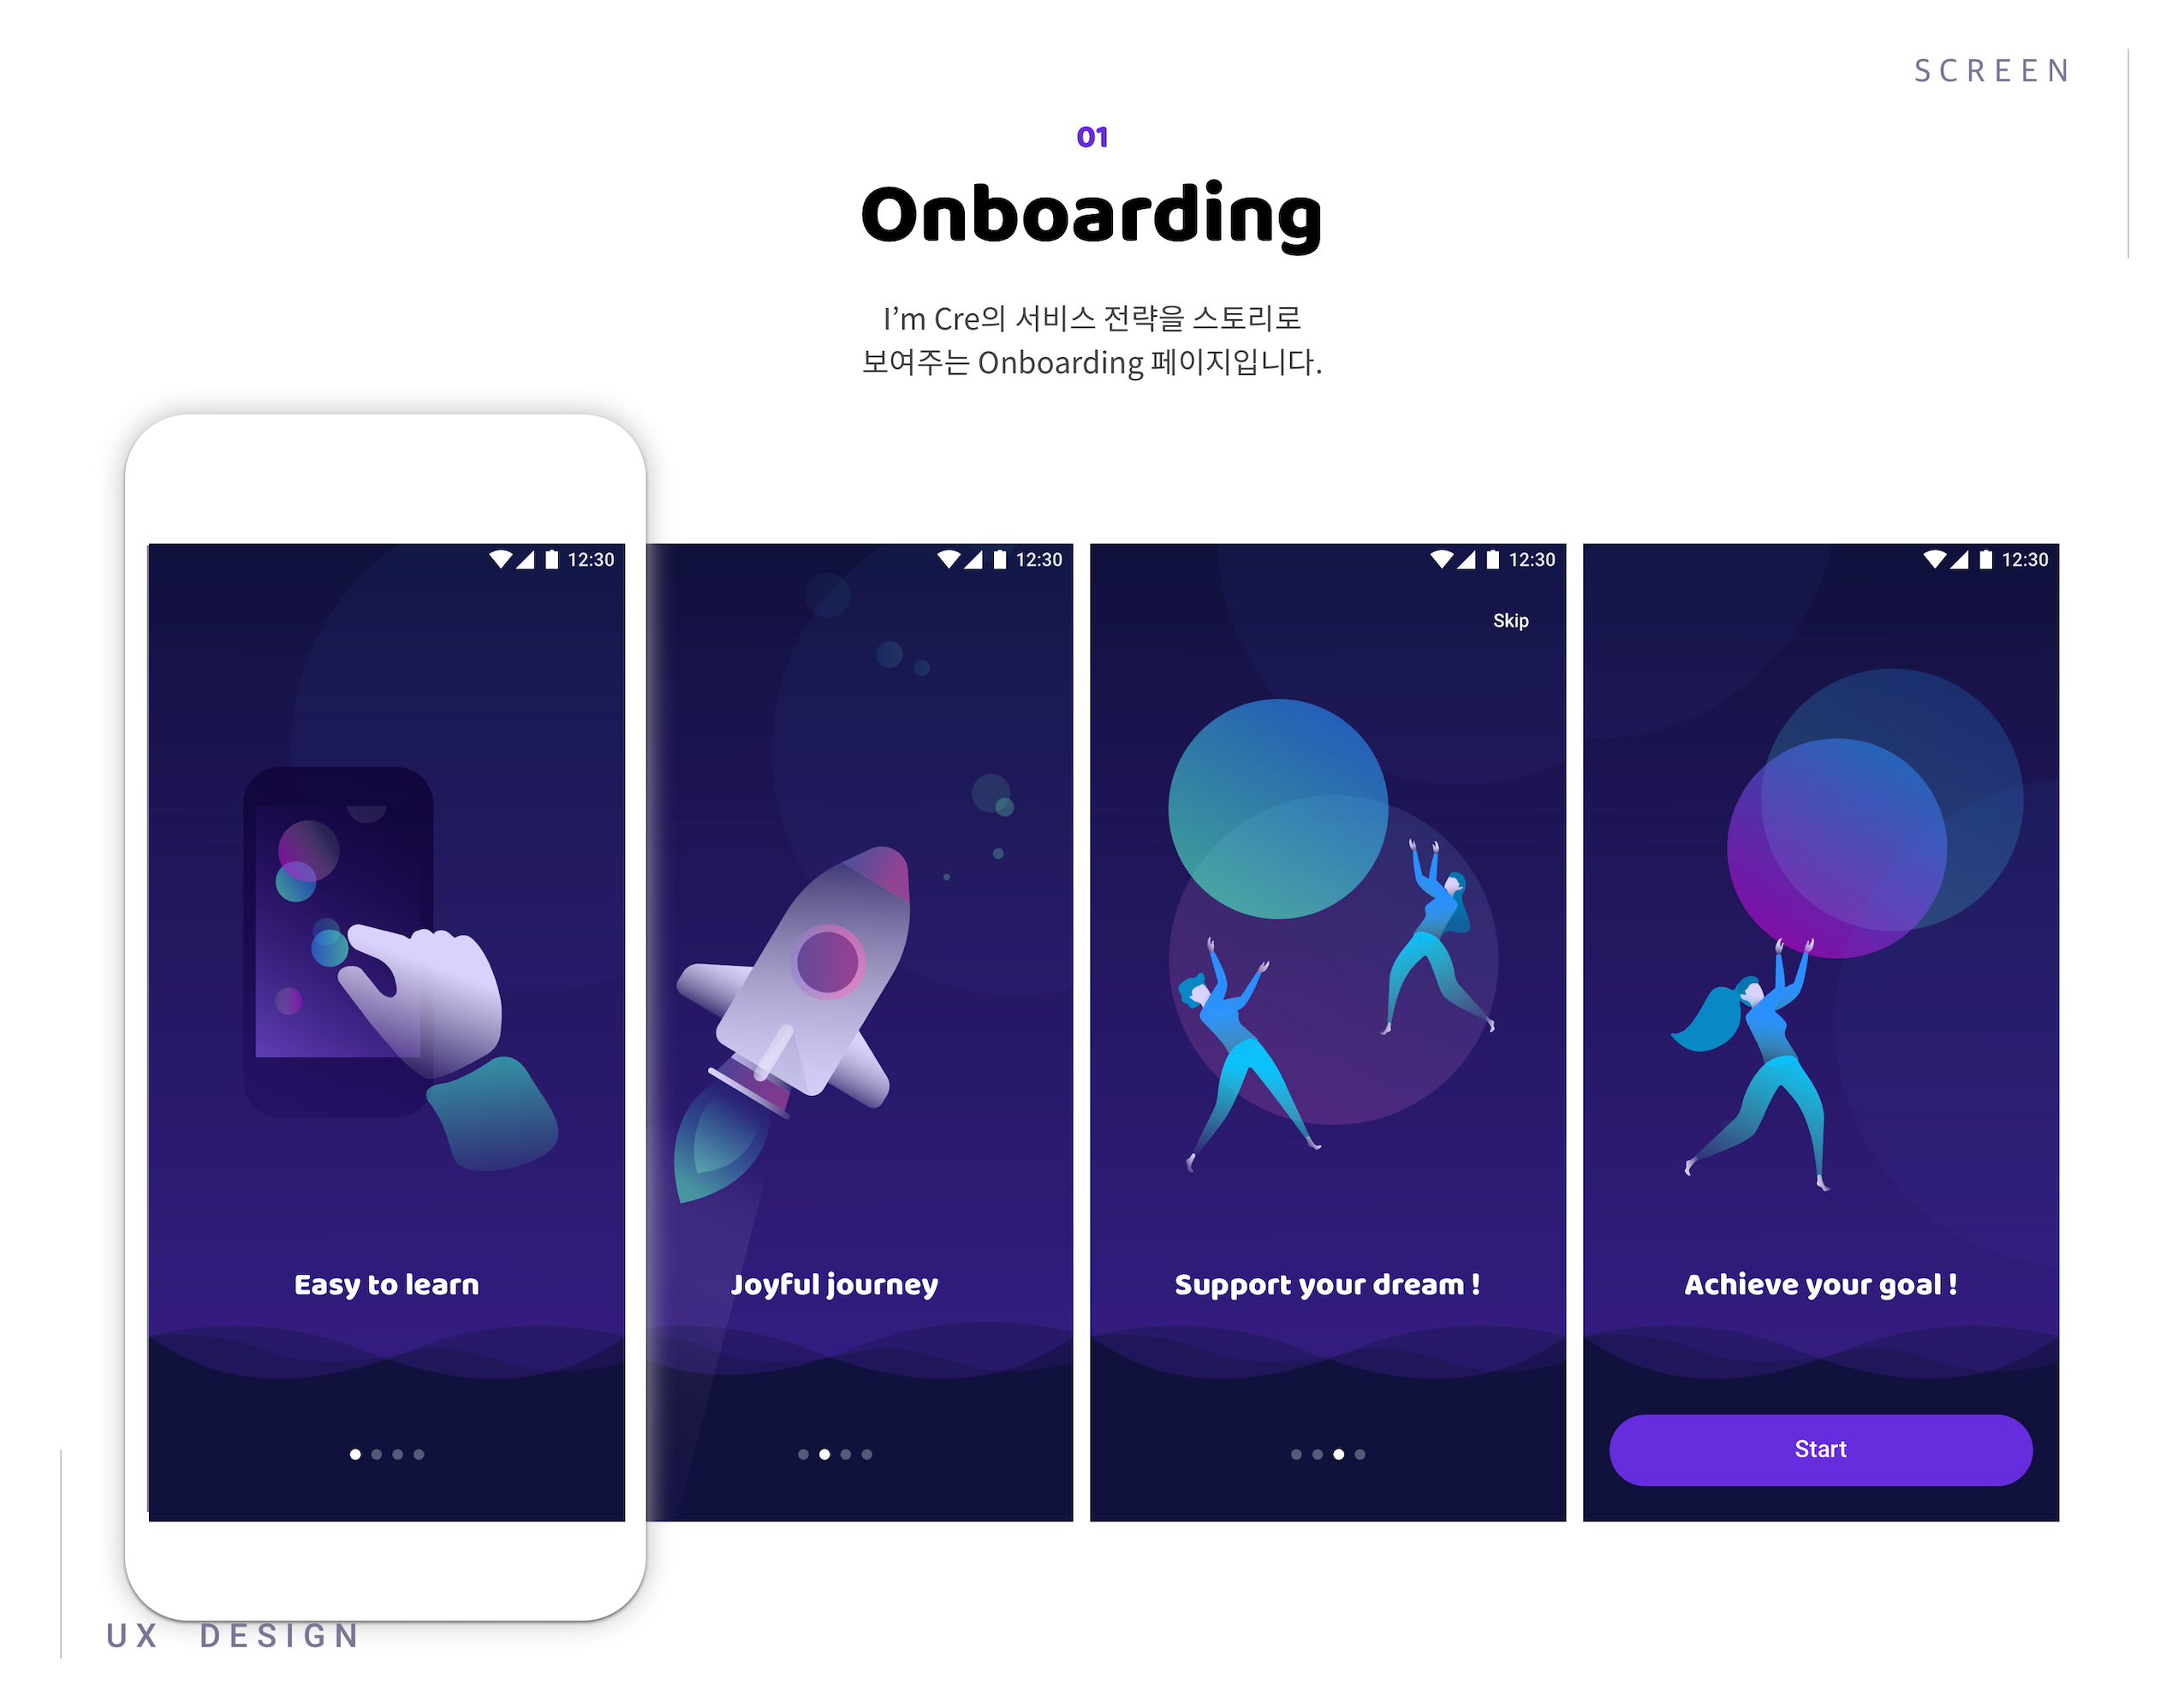 SCREEN
01
Onboarding
I’m Cre의 서비스 전략을 스토리로
보여주는 Onboarding 페이지입니다.
12:30
Easy to learn
12:30
Joyful journey
12:30
Skip
Support your dream !
12:30
Achieve your goal !
Start
UX DESIGN